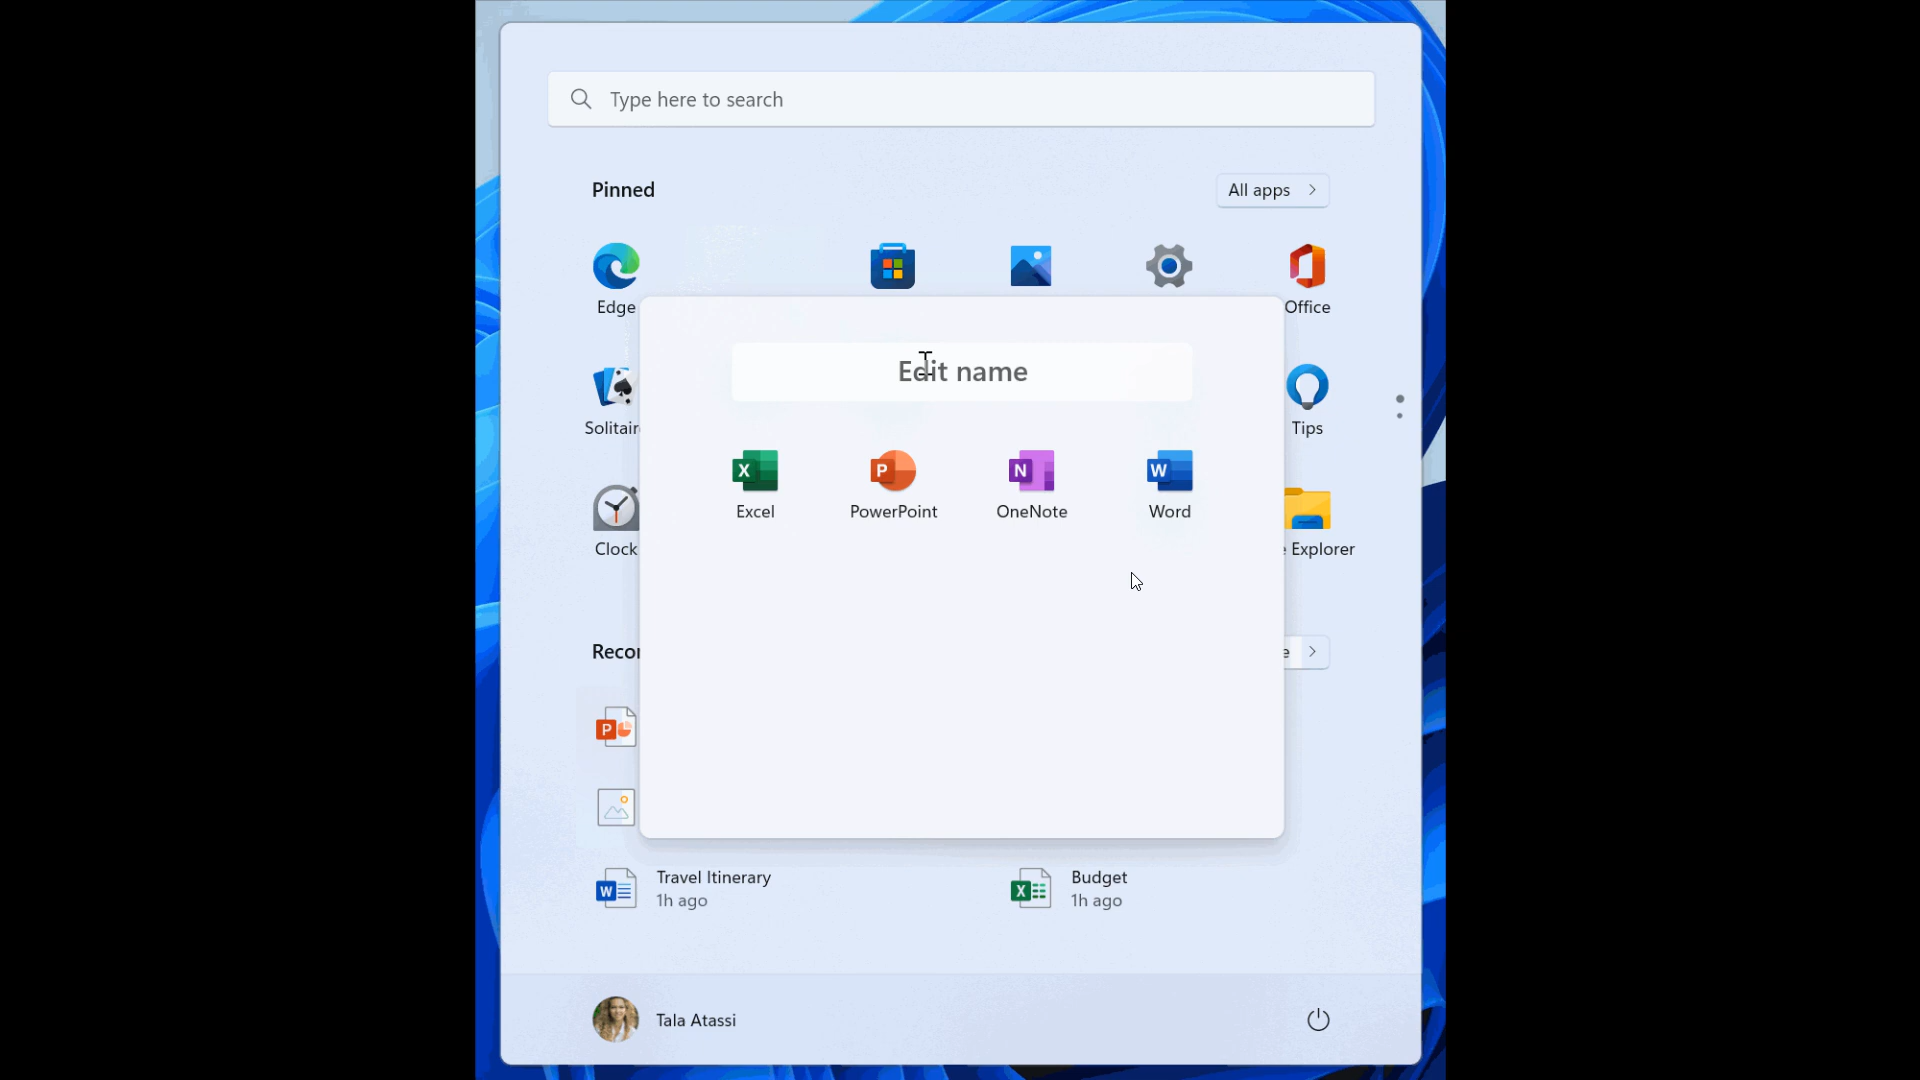 Type here to search
Pinned
All apps
Edge
Office
Edit name
Solitair
Tips
Excel
PowerPoint
OneNote
Word
Clock
Explorer
Recor
e
Travel Itinerary
1h ago
Budget
1h ago
Tala Atassi